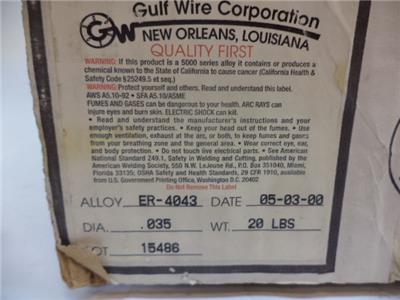 GW Gulf Wire Corporation
NEW ORLEANS, LOUISIANA
QUALITY FIRST
WARNING: If this product is a 5000 series alloy it contains or produces a
chemical known to the State of California to cause cancer (California Health &
Safety Code §25249.5 et seq.)
WARNING: Protect yourself and others. Read and understand this label.
AWS A5.10-92 • SFA A5.10/ASME
FUMES AND GASES can be dangerous to your health. ARC RAYS can
injure eyes and burn skin. ELECTRIC SHOCK can kill.
• Read and understand the manufacturer's instructions and your
employer's safety practices. • Keep your head out of the fumes. • Use
enough ventilation, exhaust at the arc, or both, to keep fumes and gases
from your breathing zone and the general area. • Wear correct eye, ear,
and body protection. • Do not touch live electrical parts. • See American
National Standard 249.1, Safety in Welding and Cutting, published by the
American Welding Society, 550 N.W. LeJeune Rd., P.O. Box 351040, Miami,
Florida 33135; OSHA Safety and Health Standards, 29 CFR 1910, available
from U.S. Government Printing Office, Washington D.C. 20402
Do Not Remove This Label
ALLOY ER-4043 DATE 05-03-00
DIA. .035 WT. 20 LBS
LOT 15486